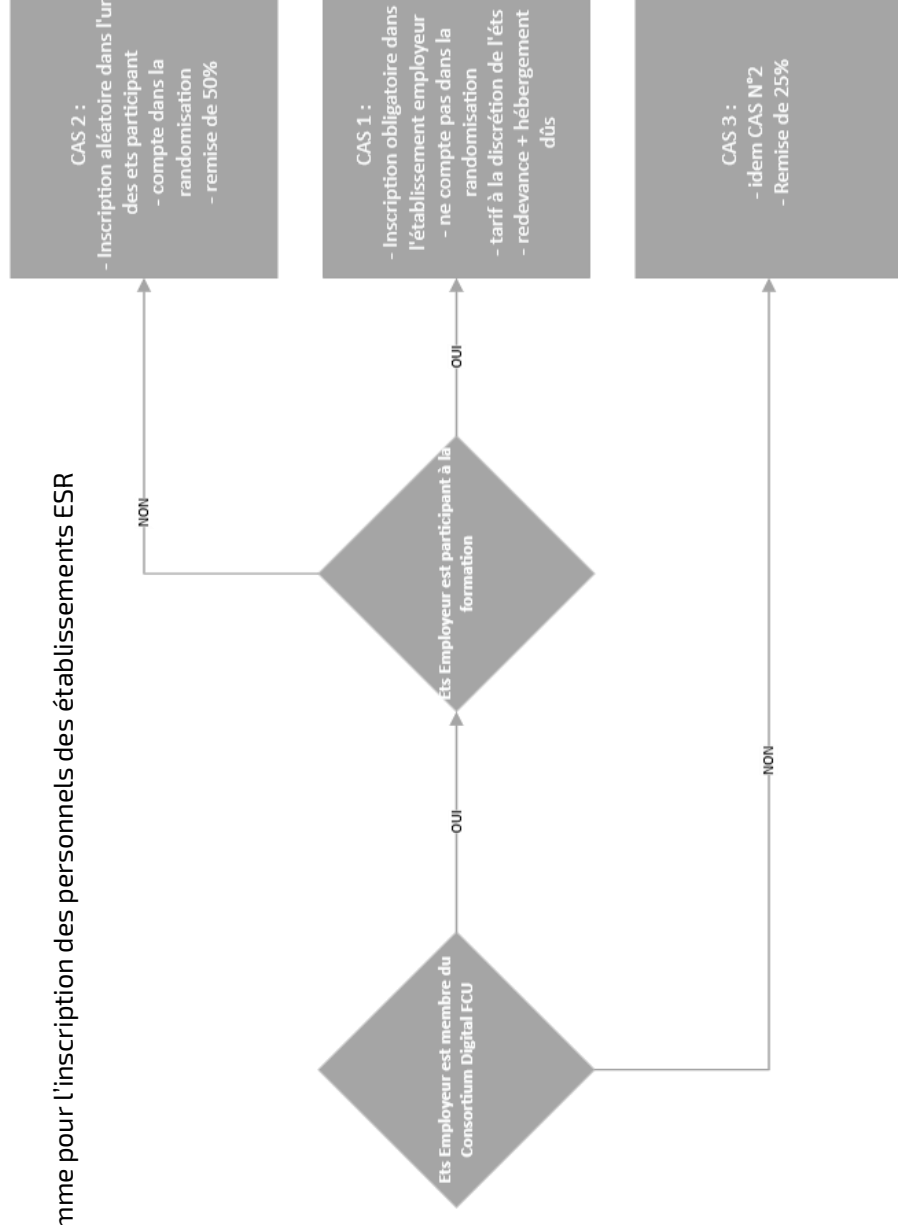 mme pour l'inscription des personnels des établissements ESR
Ets Employeur est membre du
Consortium Digital FCU
OUI
NON
Ets Employeur est participant à la
formation
NON
OUI
CAS 2 :
- Inscription aléatoire dans l'un
des ets participant
- compte dans la
randomisation
- remise de 50%
CAS 1 :
- Inscription obligatoire dans
l'établissement employeur
- ne compte pas dans la
randomisation
- tarif à la discrétion de l'éts
- redevance + hébergement
dûs
CAS 3 :
- idem CAS N°2
- Remise de 25%